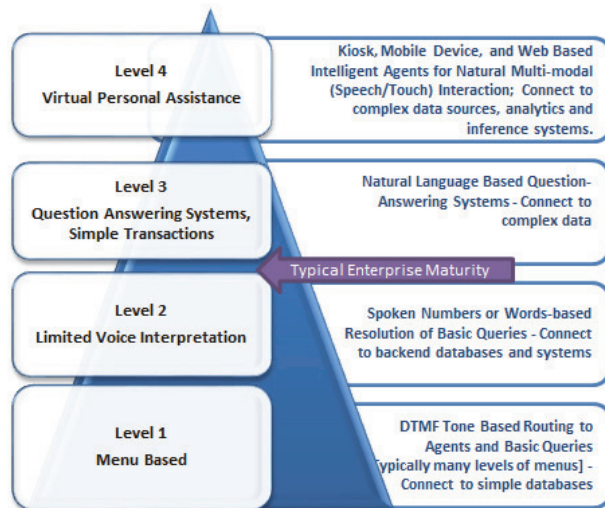 Level 4
Virtual Personal Assistance
Kiosk, Mobile Device, and Web Based
Intelligent Agents for Natural Multi-modal
(Speech/Touch) Interaction; Connect to
complex data sources, analytics and
inference systems.
Level 3
Question Answering Systems,
Simple Transactions
Natural Language Based Question-
Answering Systems - Connect to
complex data
Typical Enterprise Maturity
Level 2
Limited Voice Interpretation
Spoken Numbers or Words-based
Resolution of Basic Queries - Connect
to backend databases and systems
Level 1
Menu Based
DTMF Tone Based Routing to
Agents and Basic Queries
ypically many levels of menus] -
Connect to simple databases